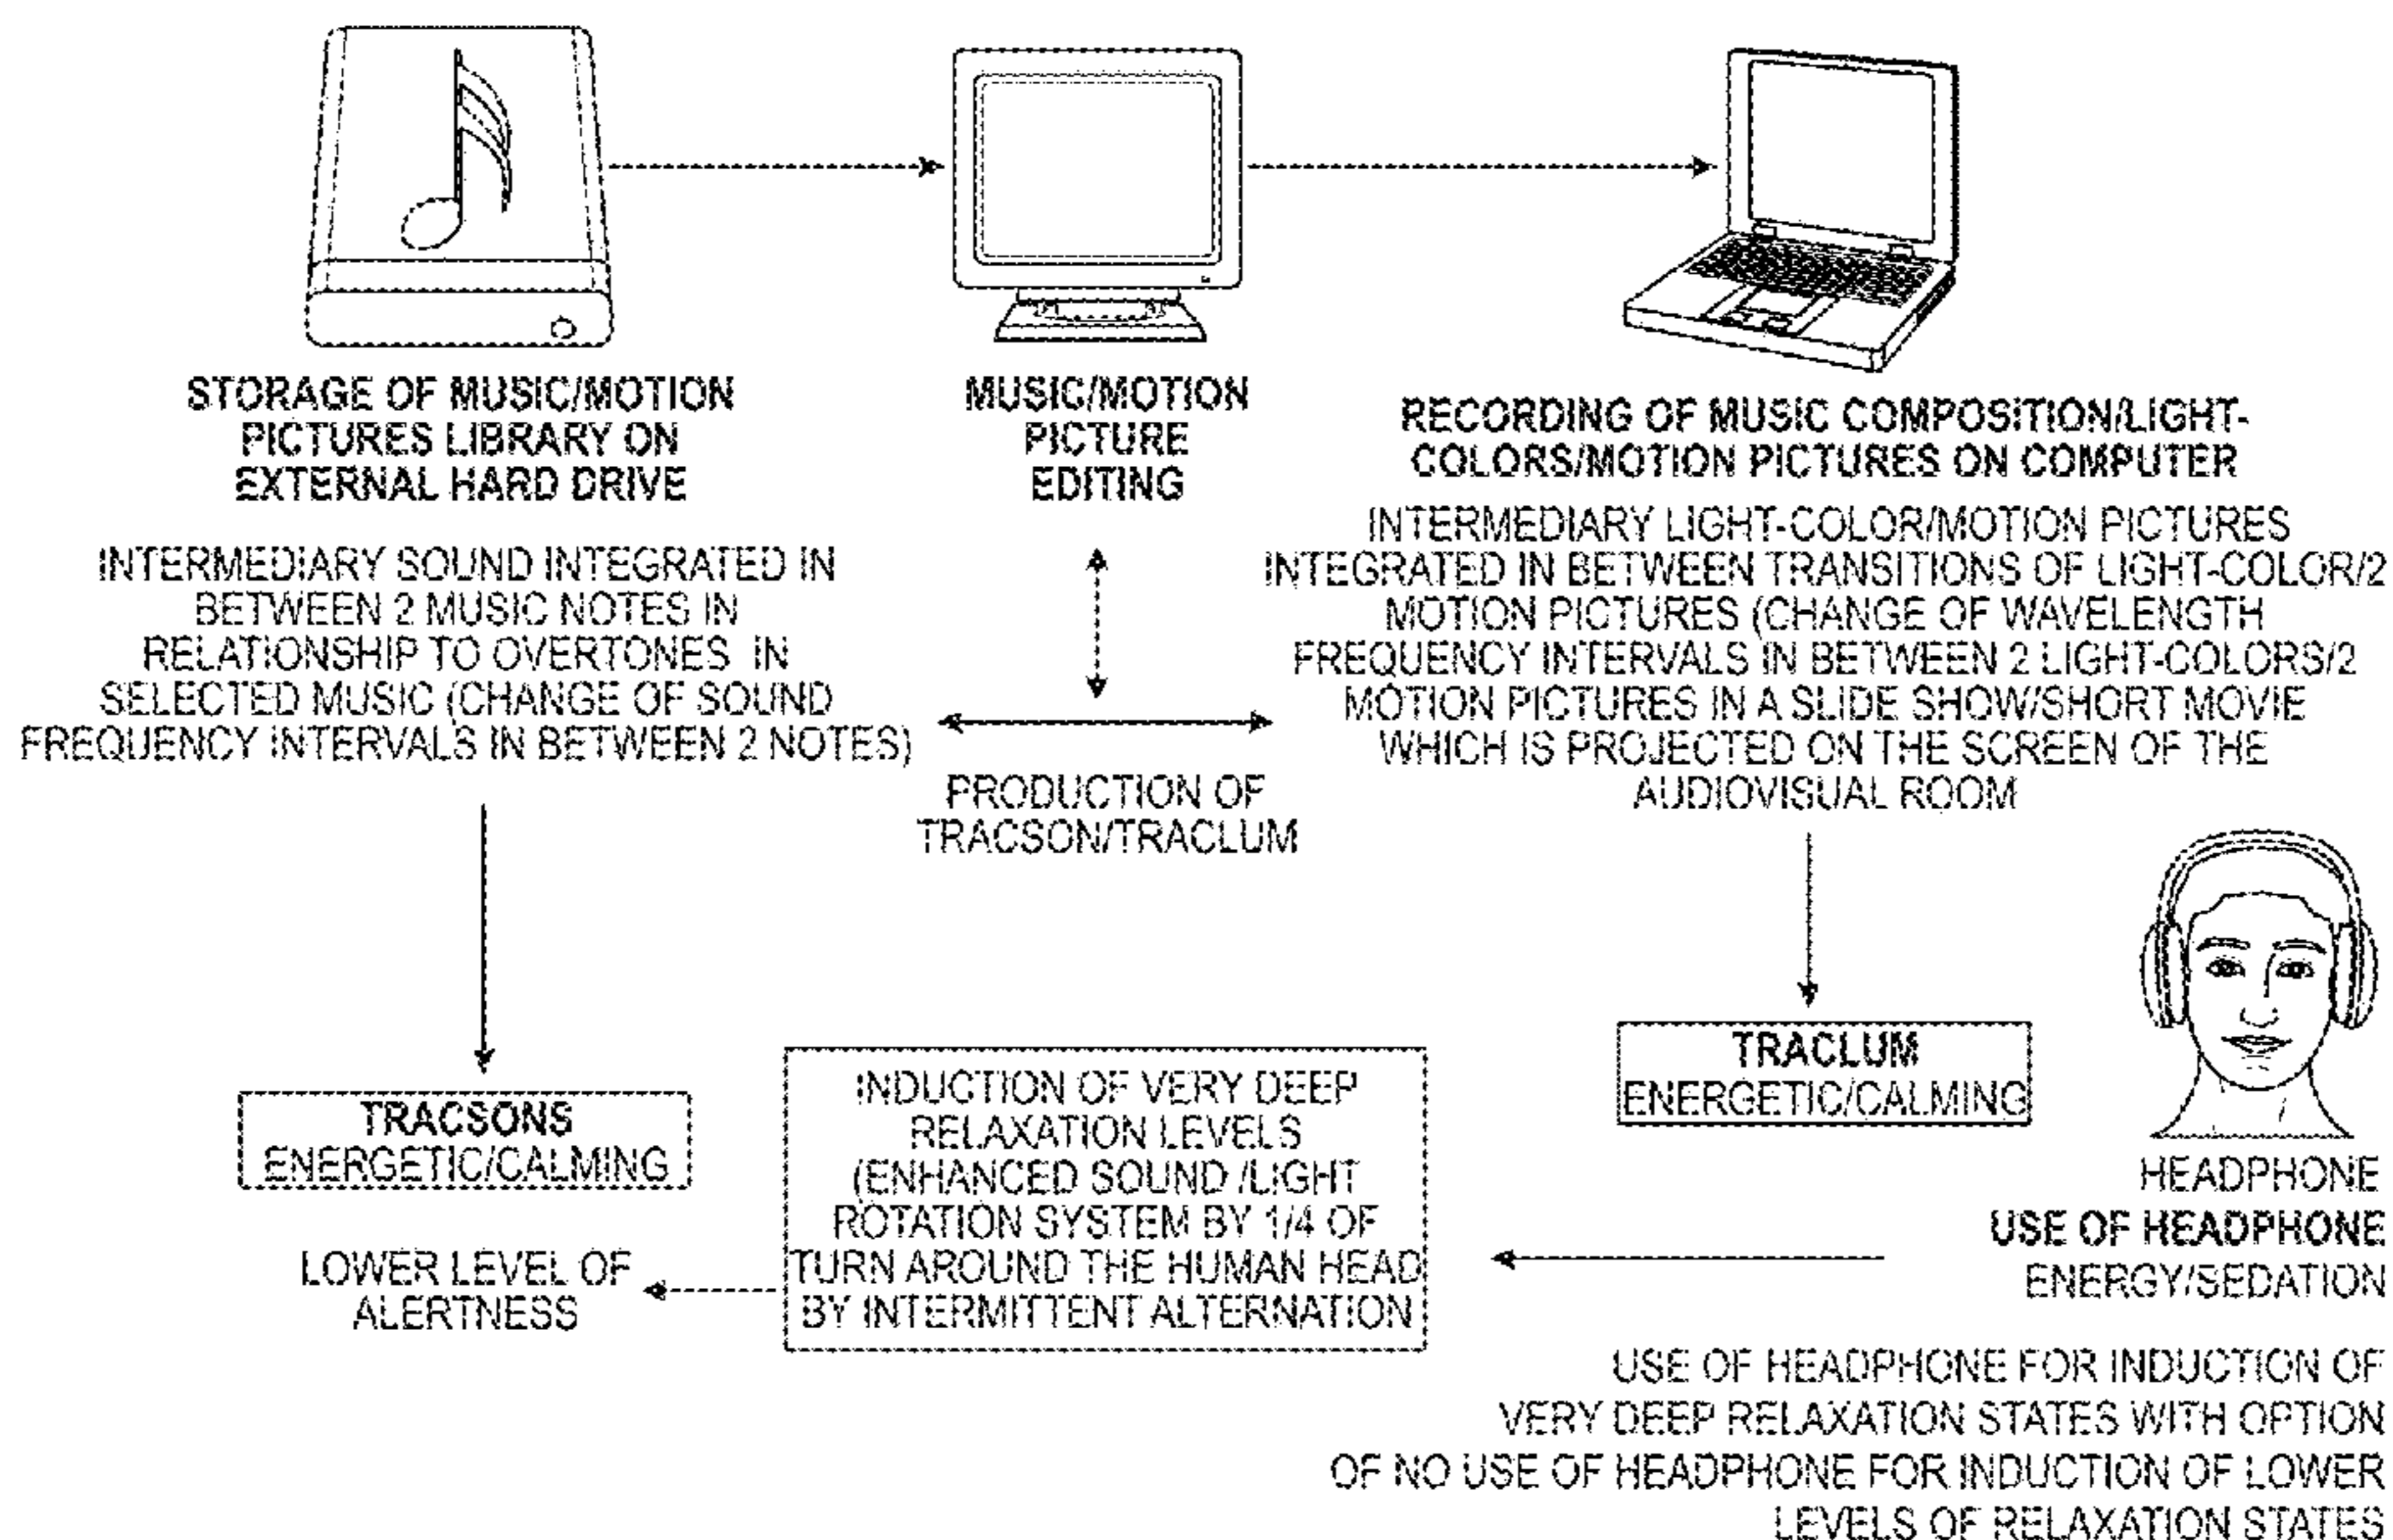 STORAGE OF MUSIC/MOTION
PICTURES LIBRARY ON
EXTERNAL HARD DRIVE
INTERMEDIARY SOUND INTEGRATED IN
BETWEEN 2 MUSIC NOTES IN
RELATIONSHIP TO OVERTONES IN
SELECTED MUSIC (CHANGE OF SOUND
FREQUENCY INTERVALS IN BETWEEN 2 NOTES)
MUSIC/MOTION
PICTURE
EDITING
PRODUCTION OF
TRACSON/TRACLUM
RECORDING OF MUSIC COMPOSITION/LIGHT-
COLORS/MOTION PICTURES ON COMPUTER
INTERMEDIARY LIGHT-COLOR/MOTION PICTURES
INTEGRATED IN BETWEEN TRANSITIONS OF LIGHT-COLOR/2
MOTION PICTURES (CHANGE OF WAVELENGTH
FREQUENCY INTERVALS IN BETWEEN 2 LIGHT-COLORS/2
MOTION PICTURES IN A SLIDE SHOW/SHORT MOVIE
WHICH IS PROJECTED ON THE SCREEN OF THE
AUDIOVISUAL ROOM
TRACSONS
ENERGETIC/CALMING
LOWER LEVEL OF
ALERTNESS
INDUCTION OF VERY DEEP
RELAXATION LEVELS
(ENHANCED SOUND /LIGHT
ROTATION SYSTEM BY 1/4 OF
TURN AROUND THE HUMAN HEAD
BY INTERMITTENT ALTERNATION
TRACLUM
ENERGETIC/CALMING
HEADPHONE
USE OF HEADPHONE
ENERGY/SEDATION
USE OF HEADPHONE FOR INDUCTION OF
VERY DEEP RELAXATION STATES WITH OPTION
OF NO USE OF HEADPHONE FOR INDUCTION OF LOWER
LEVELS OF RELAXATION STATES